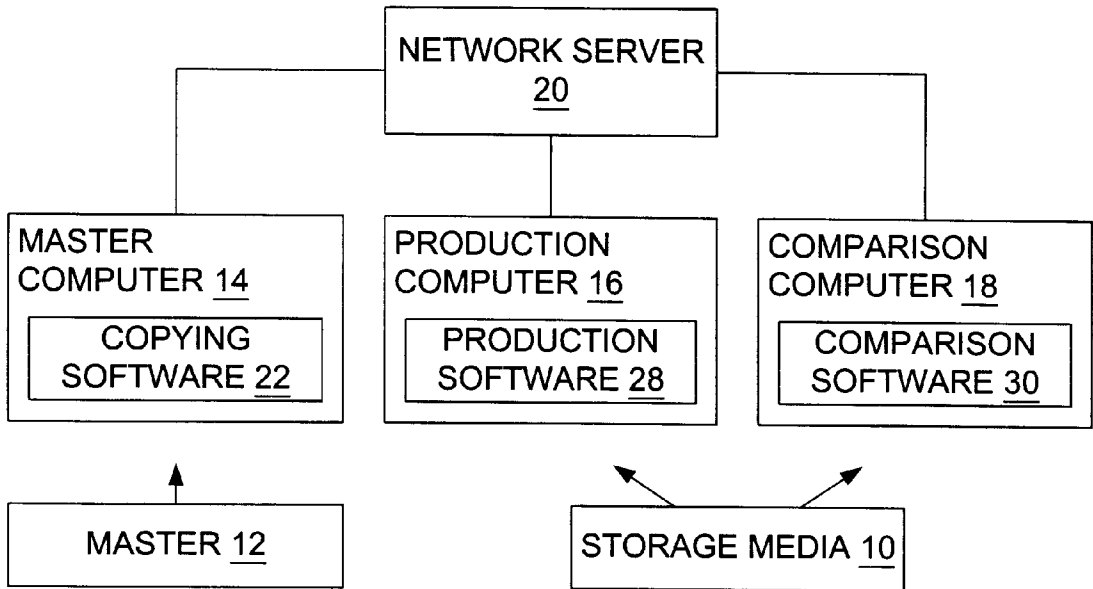 NETWORK SERVER
20
MASTER
COMPUTER 14
COPYING
SOFTWARE 22
PRODUCTION
COMPUTER 16
PRODUCTION
SOFTWARE 28
COMPARISON
COMPUTER 18
COMPARISON
SOFTWARE 30
MASTER 12
STORAGE MEDIA 10